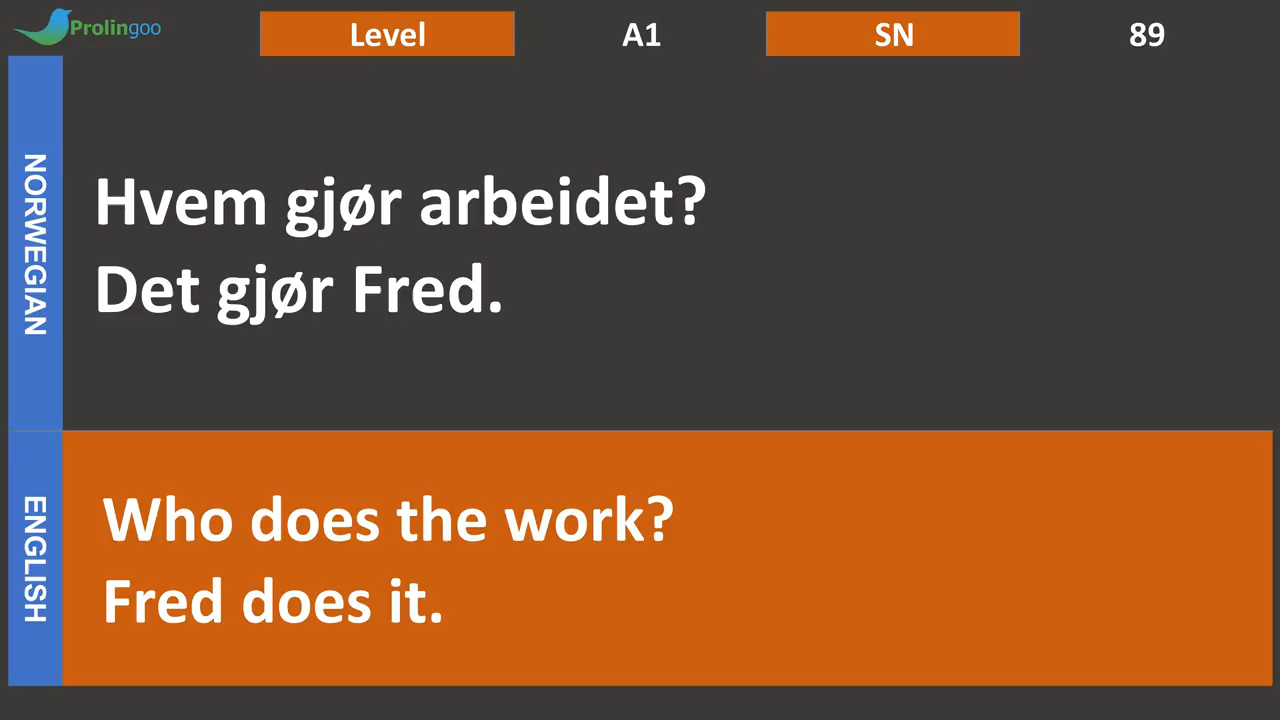 Prolingoo
Level A1 SN 89
NORWEGIAN
Hvem gjør arbeidet?
Det gjør Fred.
ENGLISH
Who does the work?
Fred does it.